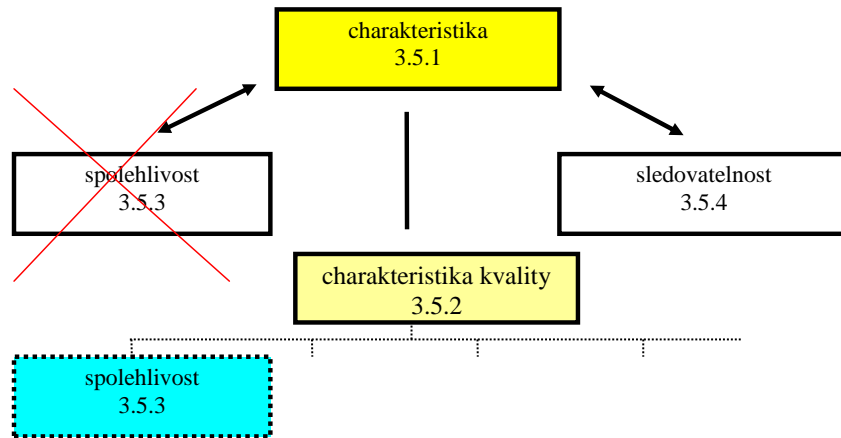 charakteristika
3.5.1
spolehlivost
3.5.3
sledovatelnost
3.5.4
charakteristika kvality
3.5.2
spolehlivost
3.5.3